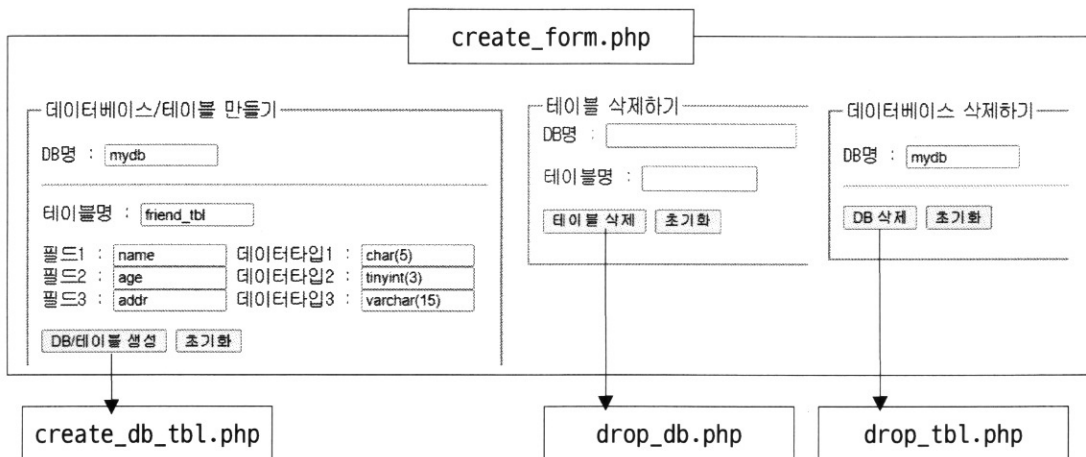 create_form.php
데이터베이스/테이블 만들기
DB명 : mydb
테이블명 : friend_tbl
필드1 : name 데이터타입1 : char(5)
필드2 : age 데이터타입2 : tinyint(3)
필드3 : addr 데이터타입3 : varchar(15)
DB/테이블 생성 초기화
테이블 삭제하기
DB명 :
테이블명 :
테이블 삭제 초기화
데이터베이스 삭제하기
DB명 : mydb
DB 삭제 초기화
create_db_tbl.php
drop_db.php
drop_tbl.php